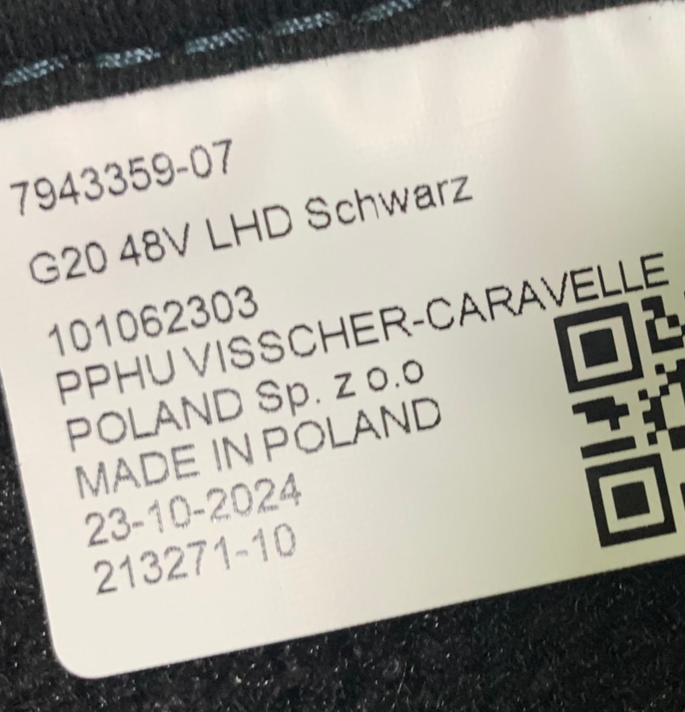 7943359-07
G20 48V LHD Schwarz
101062303
PPHU VISSCHER-CARAVELLE
POLAND Sp. z o.o
MADE IN POLAND
23-10-2024
213271-10